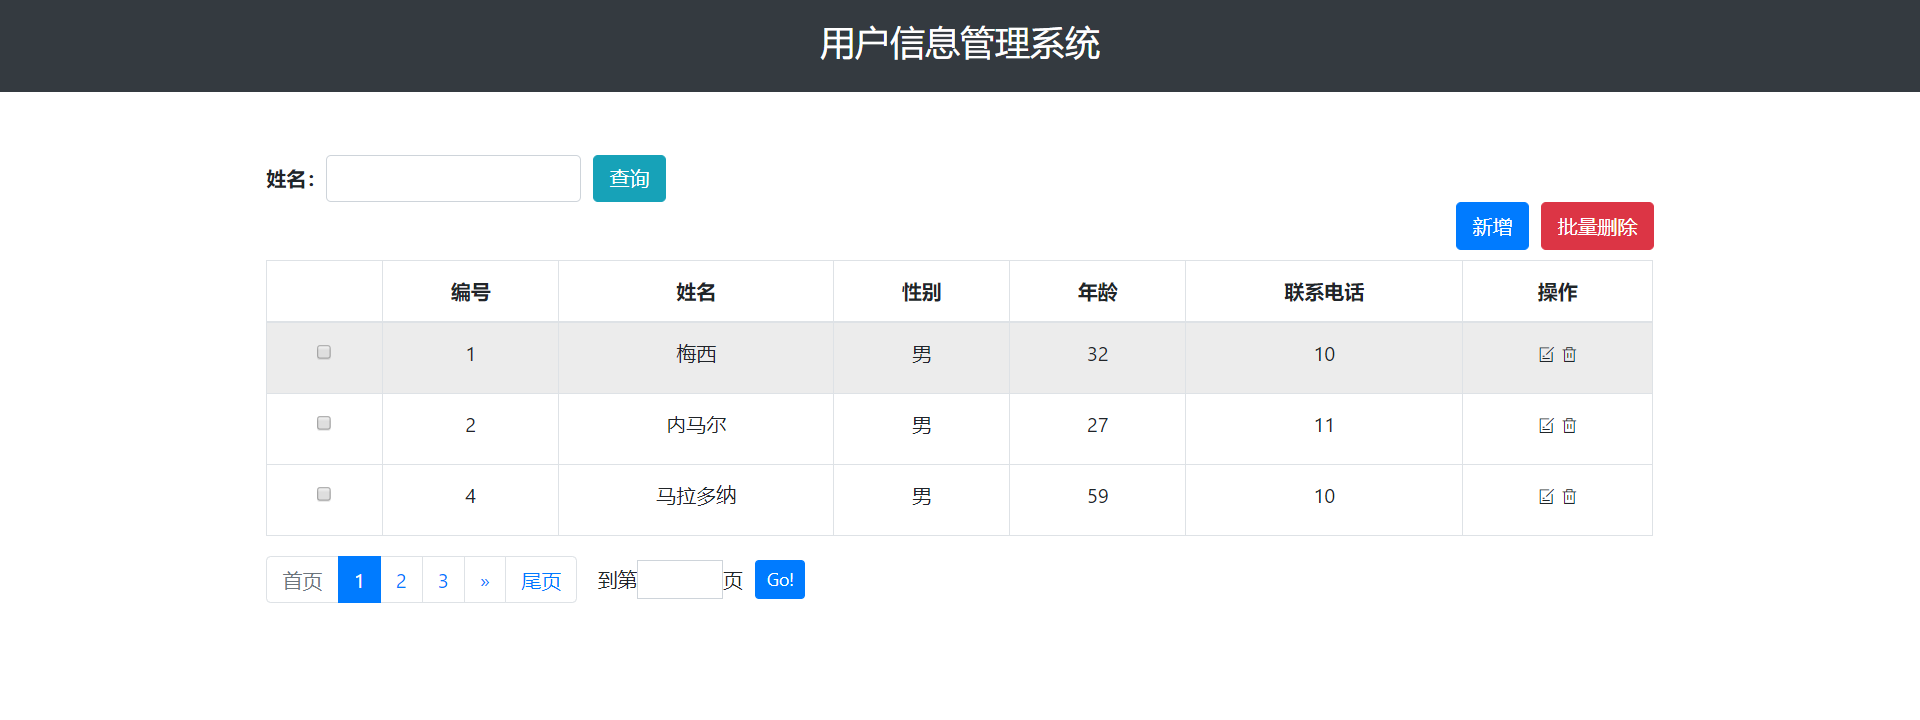 用户信息管理系统
姓名: 查询
新增 批量删除
编号 姓名 性别 年龄 联系电话 操作
1 梅西 男 32 10
2 内马尔 男 27 11
4 马拉多纳 男 59 10
首页 1 2 3 » 尾页 到第 页 Go!